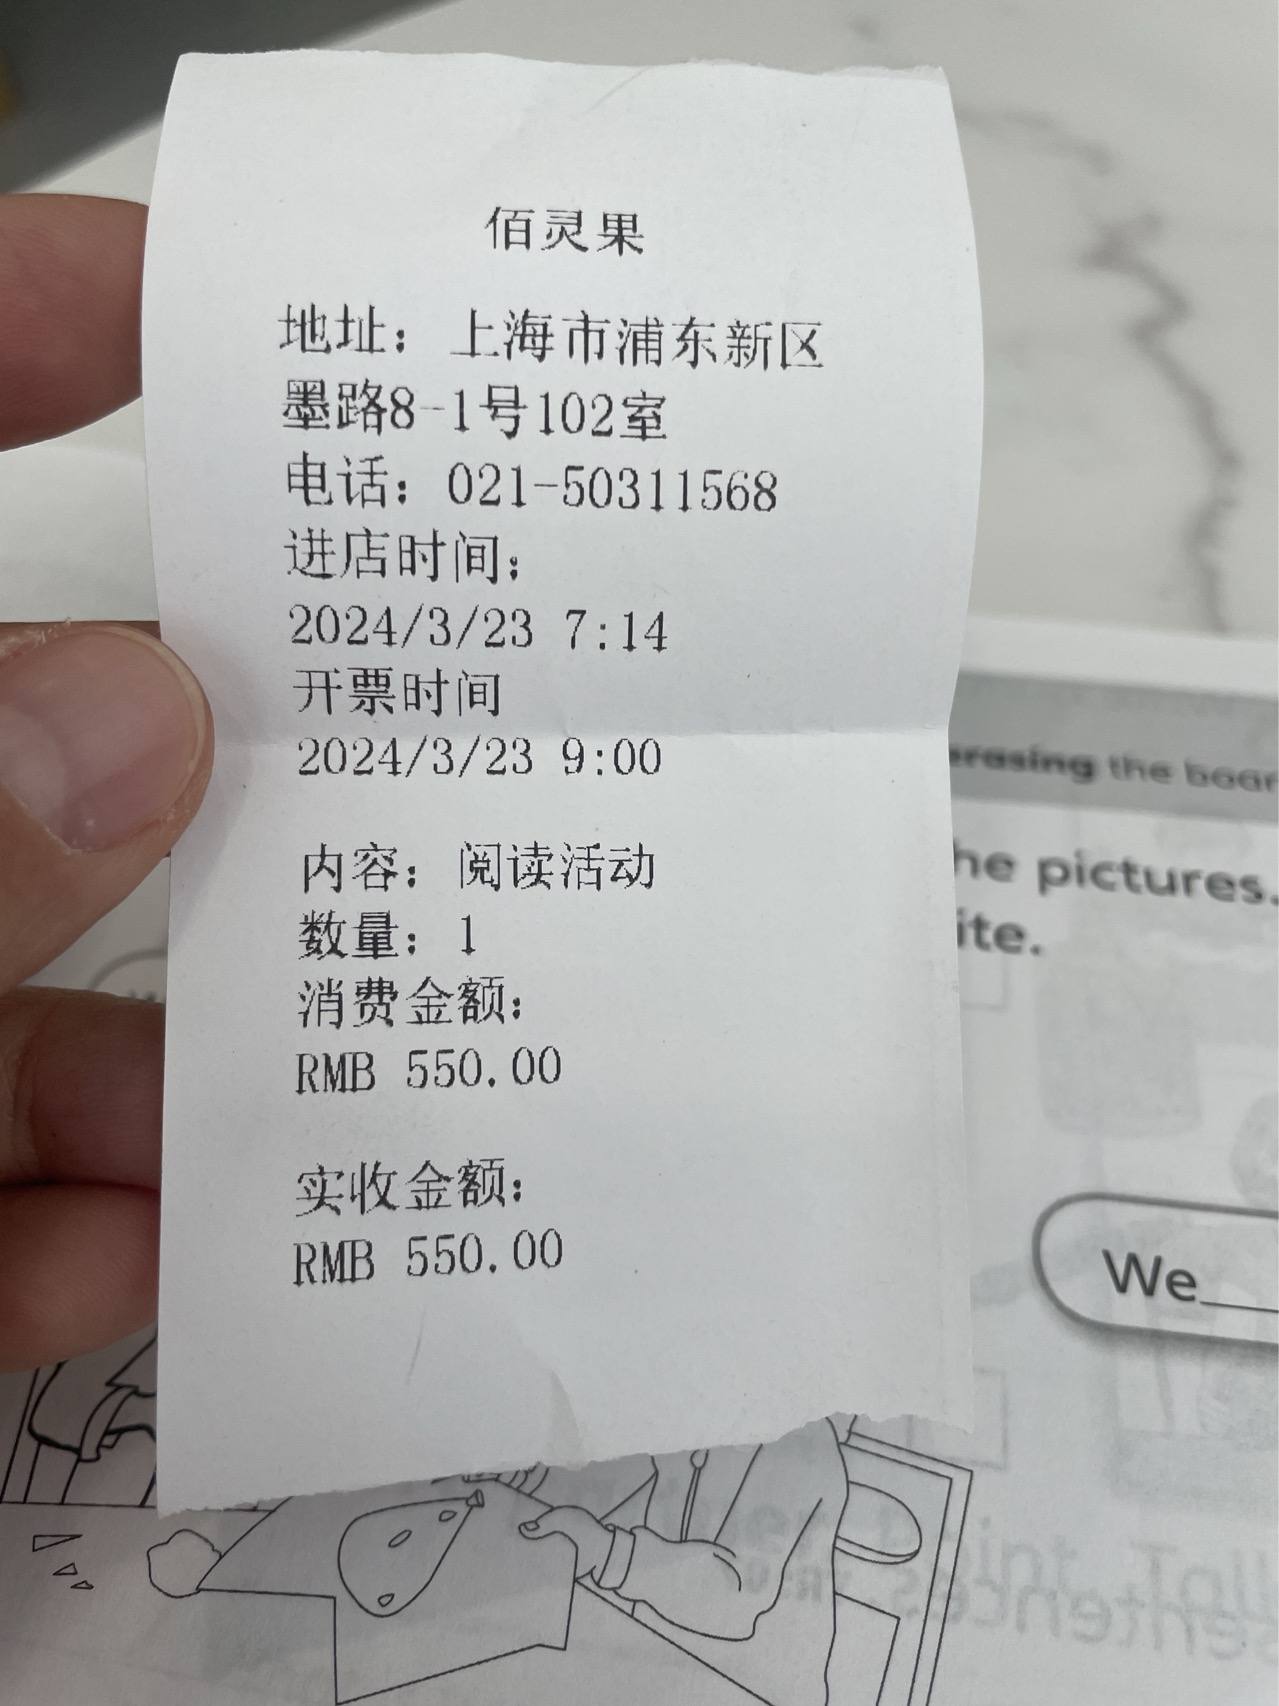 佰灵果
地址：上海市浦东新区
墨路8-1号102室
电话：021-50311568
进店时间：
2024/3/23 7:14
开票时间
2024/3/23 9:00
内容：阅读活动
数量：1
消费金额：
RMB 550.00
实收金额：
RMB 550.00
erasing the boar
he pictures.
ite.
We